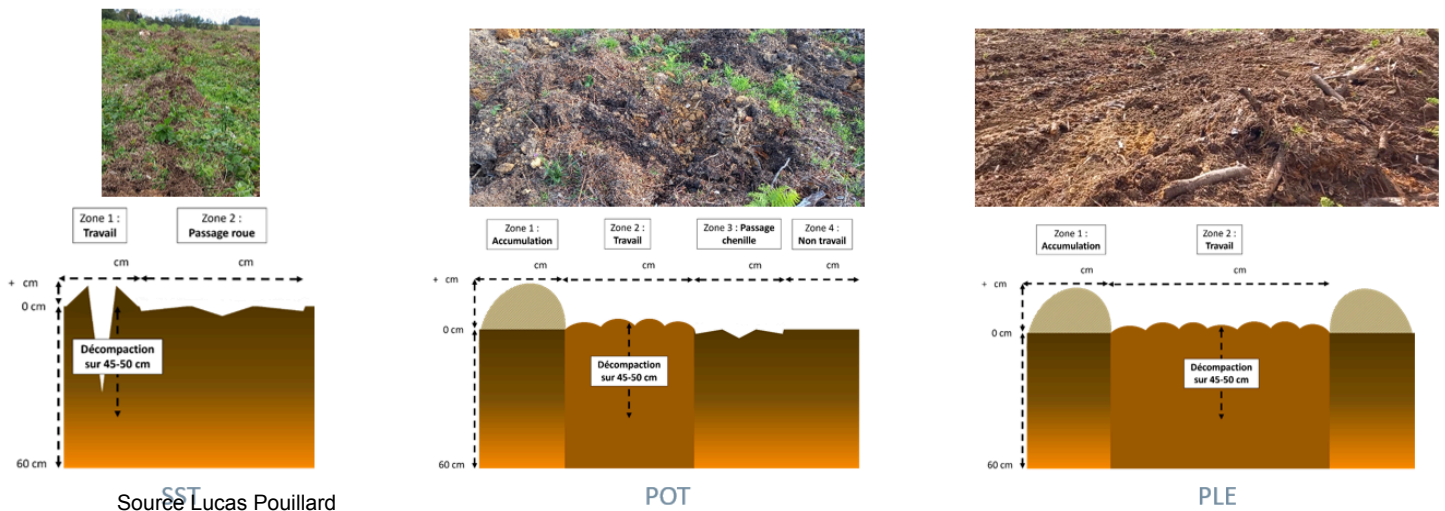 Zone 1 :
Travail
Zone 2 :
Passage roue
cm
cm
+ cm
0 cm
Décompaction
sur 45-50 cm
60 cm
SST
Source Lucas Pouillard
Zone 1 :
Accumulation
Zone 2 :
Travail
Zone 3 : Passage
chenille
Zone 4 :
Non travail
cm
cm
cm
+ cm
0 cm
Décompaction
sur 45-50 cm
60 cm
POT
Zone 1 :
Accumulation
Zone 2 :
Travail
cm
cm
+ cm
0 cm
Décompaction
sur 45-50 cm
60 cm
PLE